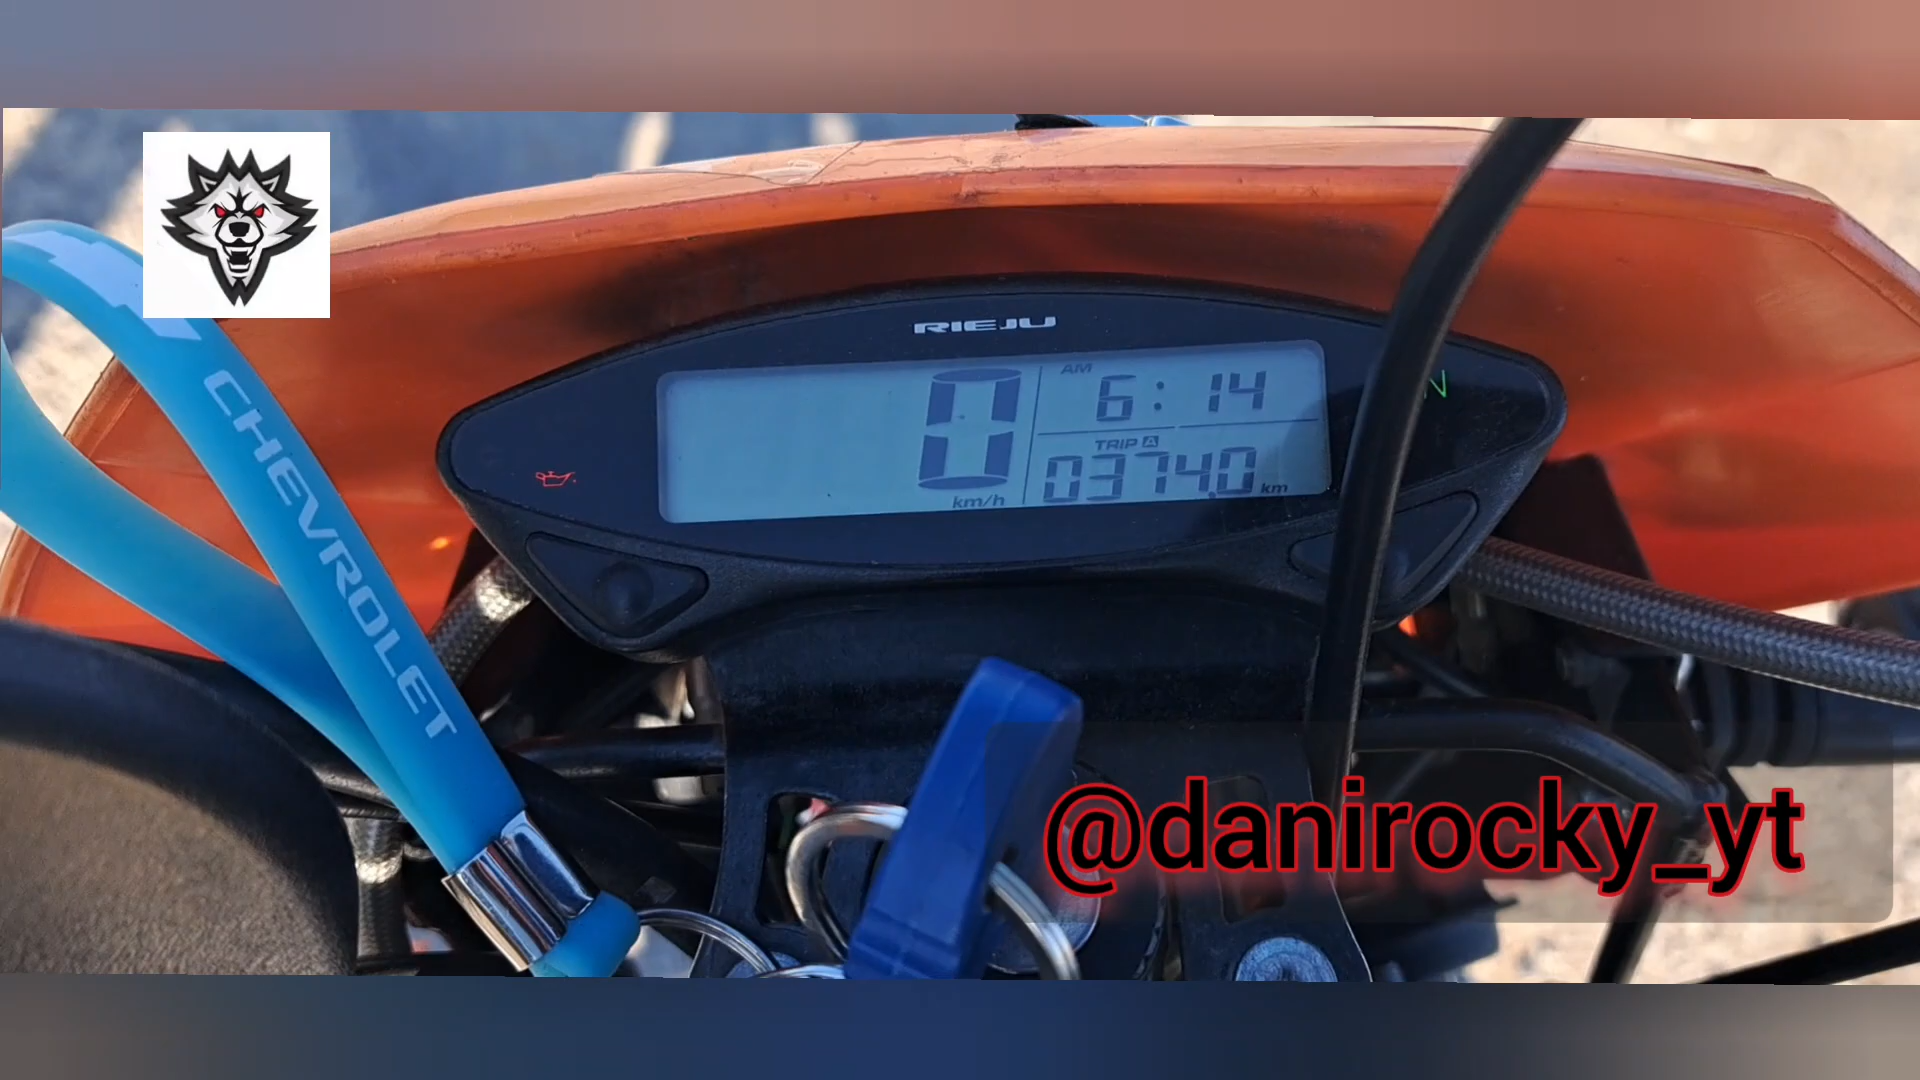 RIEJU
AM
6:14
0
TRIP A
03740 km
km/h
N
CHEVROLET
@danirocky_yt